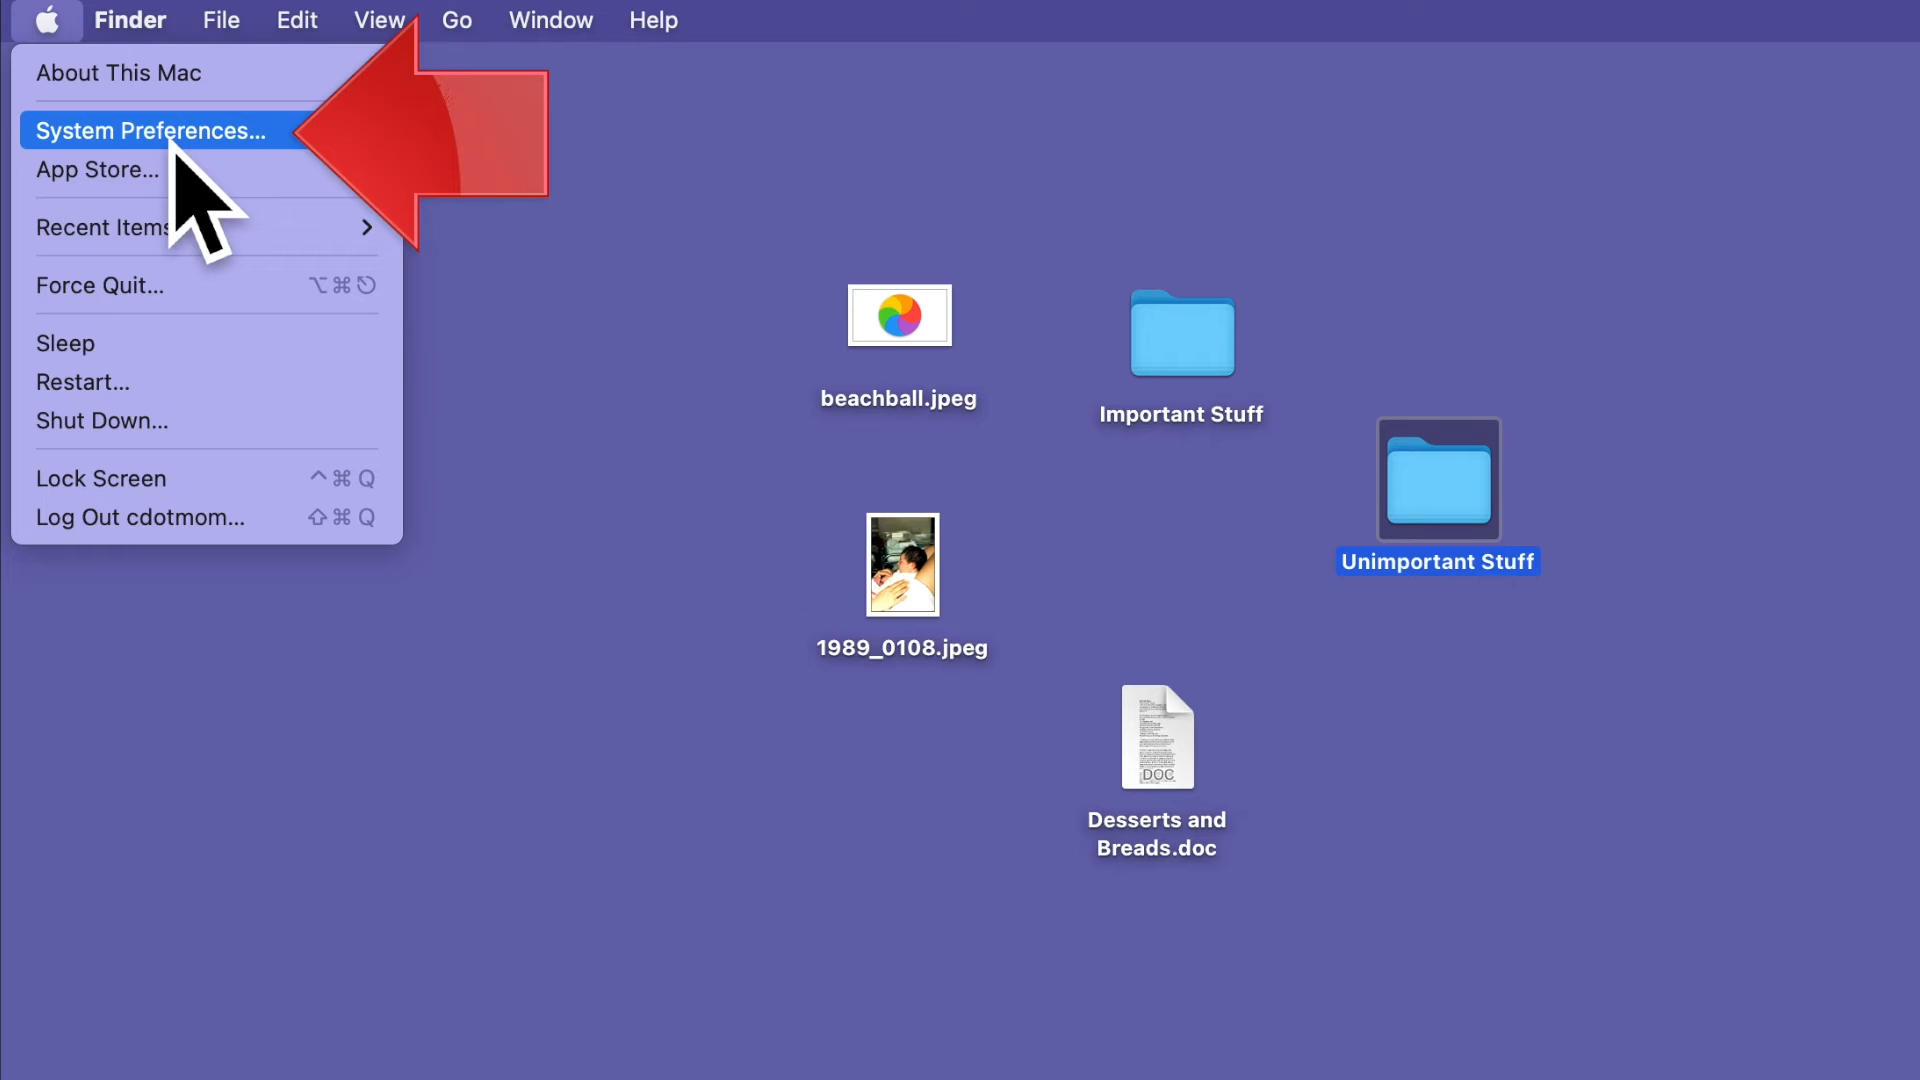 Finder File Edit View Go Window Help
About This Mac
System Preferences...
App Store...
Recent Items
Force Quit... ⌥⌘⎋
Sleep
Restart...
Shut Down...
Lock Screen ^⌘Q
Log Out cdotmom... ⇧⌘Q
beachball.jpeg
Important Stuff
Unimportant Stuff
1989_0108.jpeg
DOC
Desserts and
Breads.doc